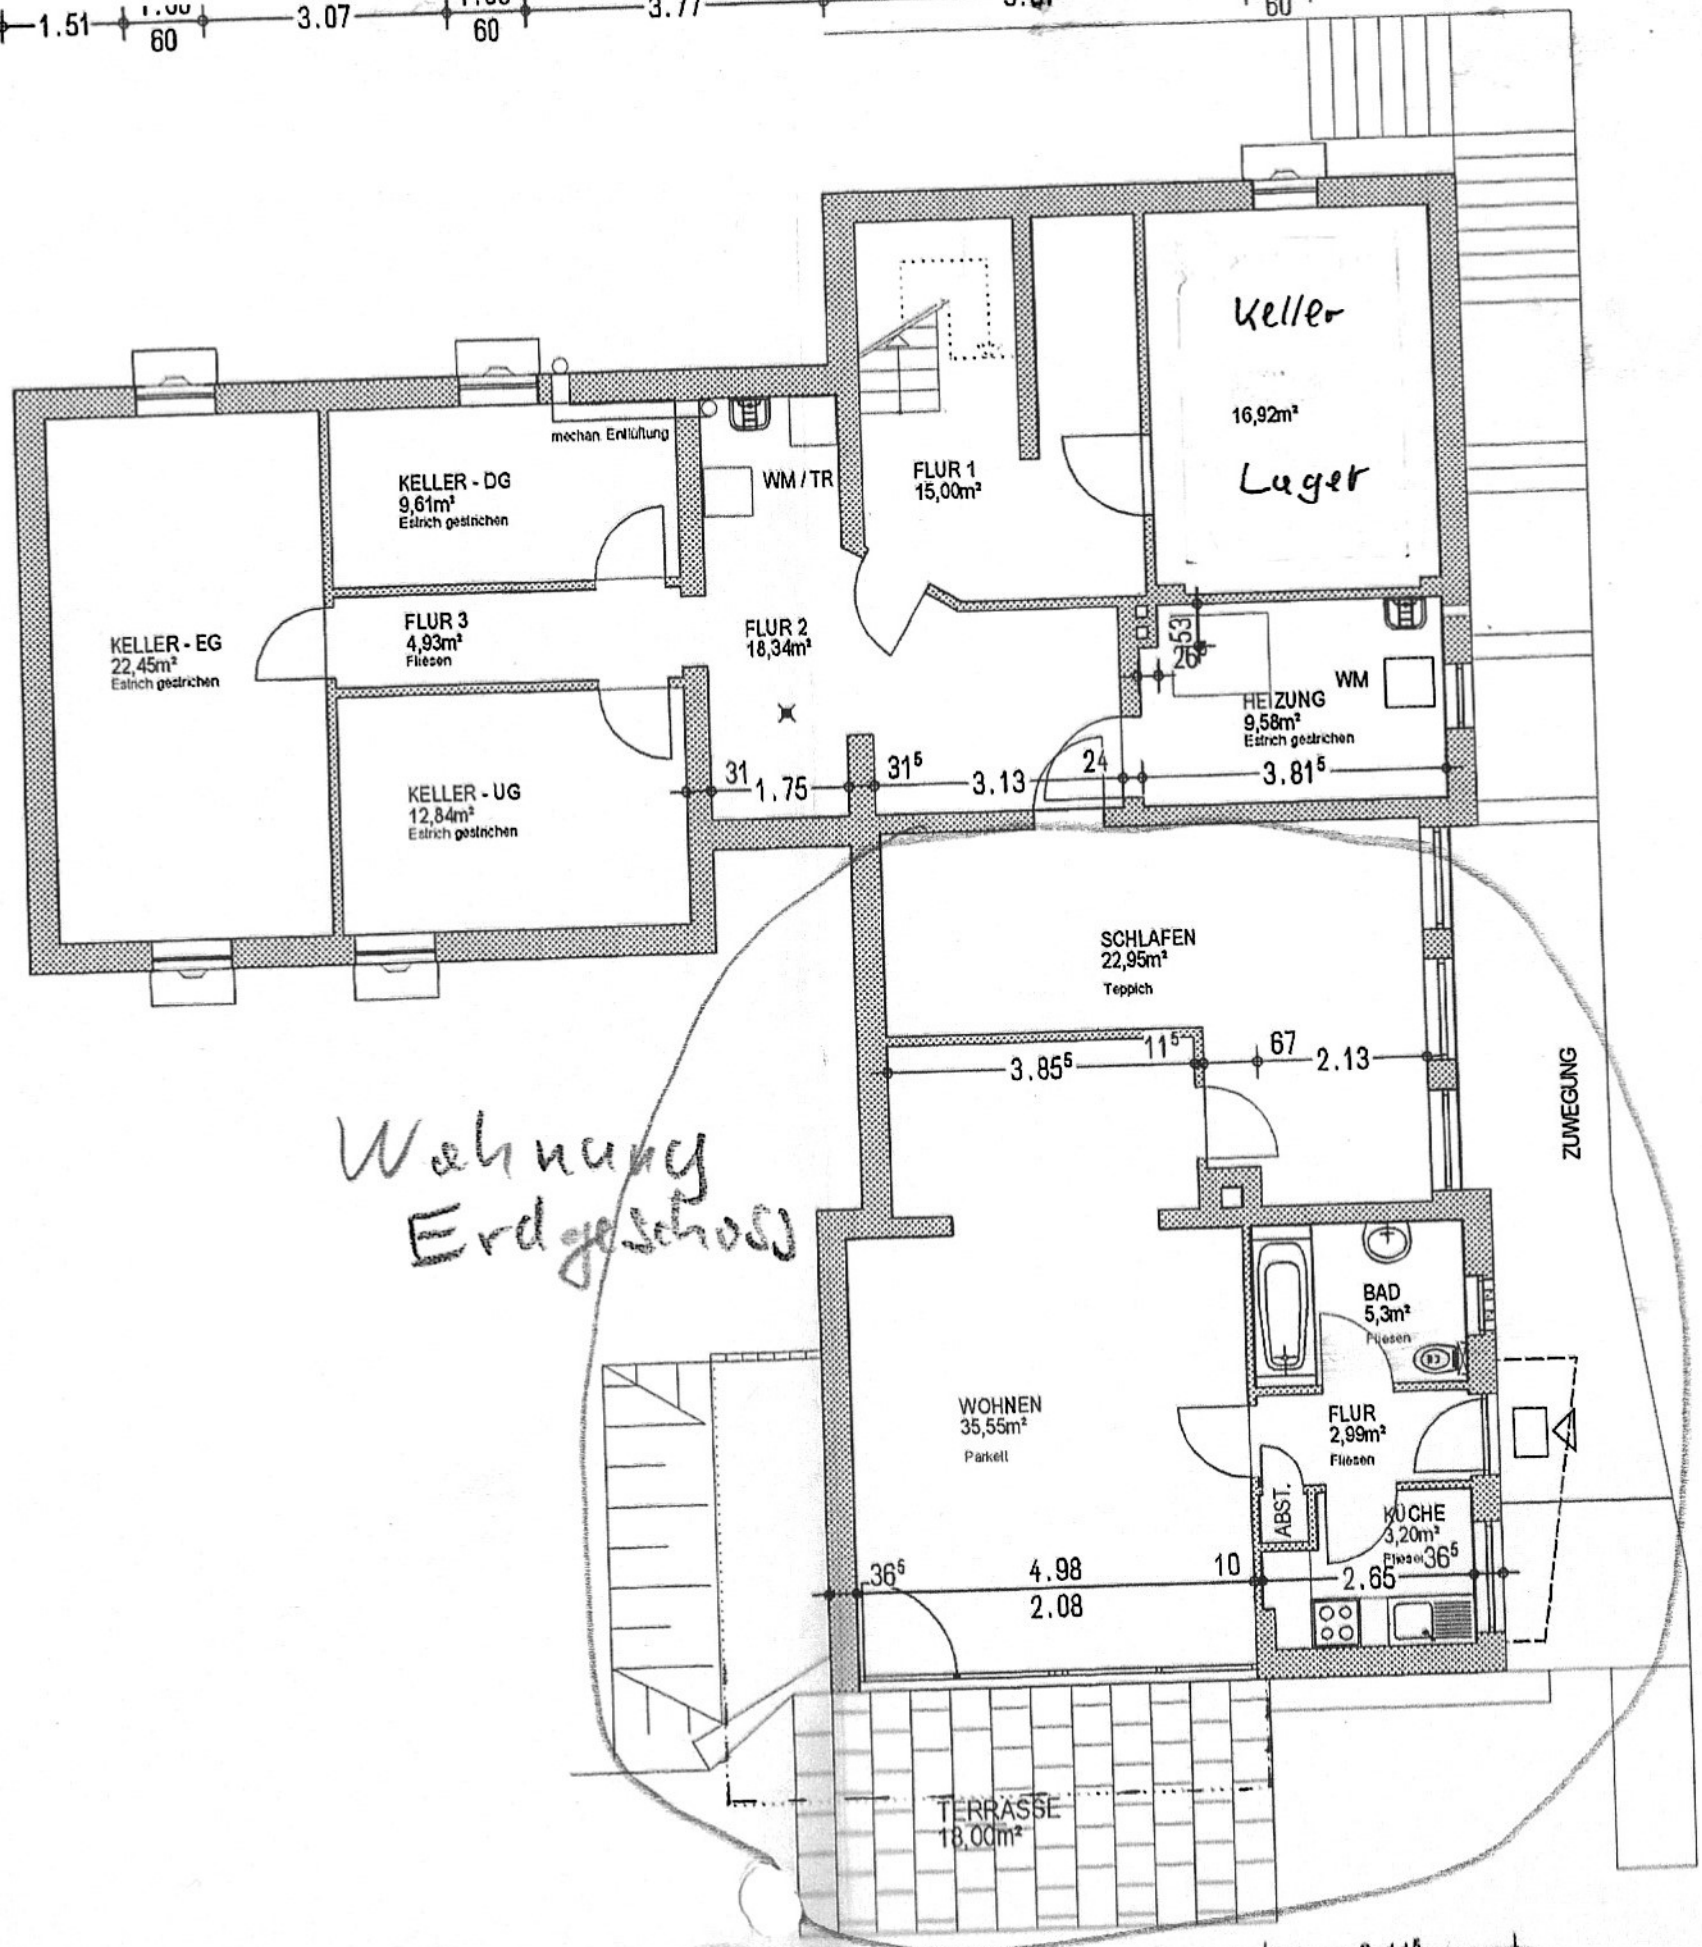 1.51
60
3.07
60
3.77
60
Keller
16,92m²
Lager
mechan. Entlüftung
WM / TR
KELLER - DG
9,61m²
Estrich gestrichen
FLUR 1
15,00m²
KELLER - EG
22,45m²
Estrich gestrichen
FLUR 3
4,93m²
Fliesen
FLUR 2
18,34m²
53
26⁵
WM
HEIZUNG
9,58m²
Estrich gestrichen
KELLER - UG
12,84m²
Estrich gestrichen
31
1.75
31⁵
3.13
24
3.81⁵
SCHLAFEN
22,95m²
Teppich
3.85⁵
11⁵
67
2.13
ZUWEGUNG
Wohnung
Erdgeschoss
BAD
5,3m²
Fliesen
WOHNEN
35,55m²
Parkett
FLUR
2,99m²
Fliesen
ABST.
KÜCHE
3,20m²
Fliesen
36⁵
4.98
2.08
10
2.65
36⁵
TERRASSE
18,00m²